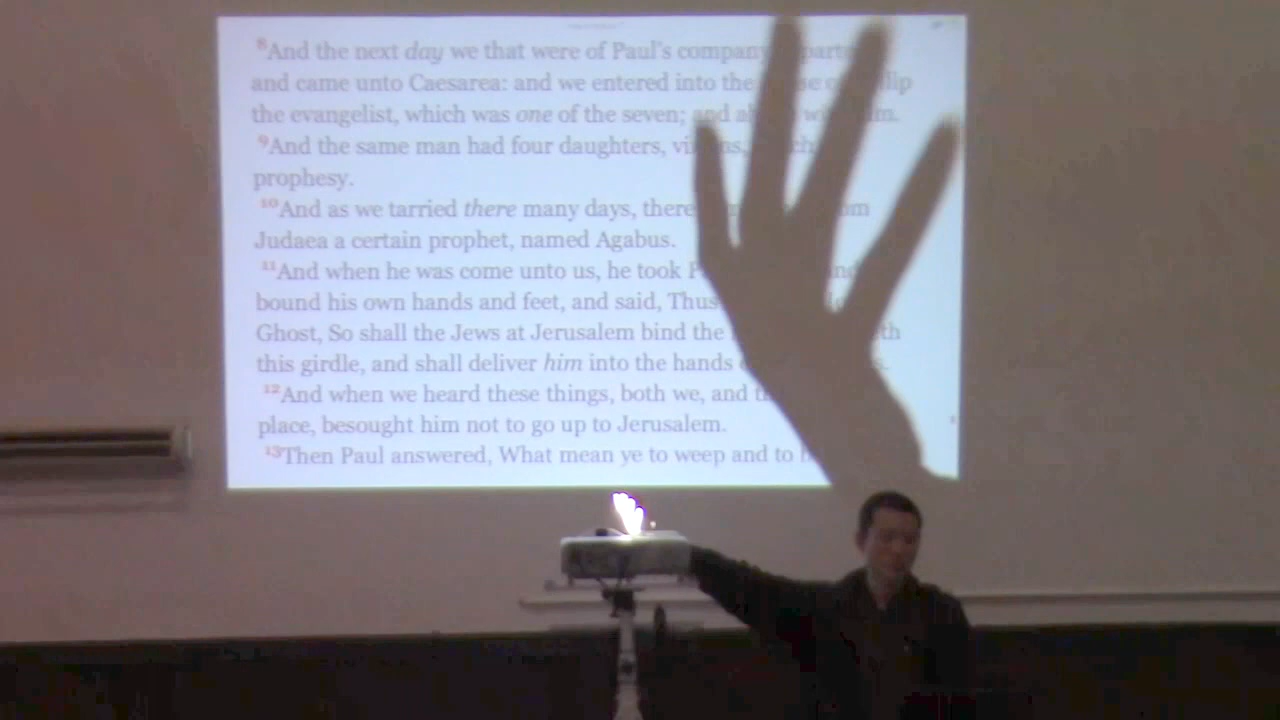 8And the next day we that were of Paul's company
and came unto Caesarea: and we entered into the
the evangelist, which was one of the seven; and
9And the same man had four daughters,
prophesy.
10And as we tarried there many days, there
Judaea a certain prophet, named Agabus.
11And when he was come unto us, he took
bound his own hands and feet, and said, Thus
Ghost, So shall the Jews at Jerusalem bind the
this girdle, and shall deliver him into the hands
12And when we heard these things, both we, and
place, besought him not to go up to Jerusalem.
13Then Paul answered, What mean ye to weep and to